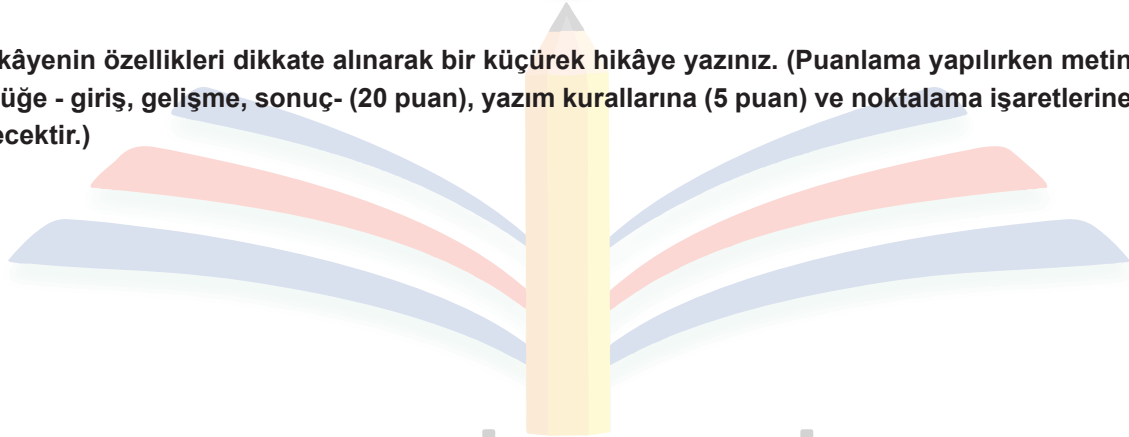 kâyenin özellikleri dikkate alınarak bir küçürek hikâye yazınız. (Puanlama yapılırken metin
üğe - giriş, gelişme, sonuç- (20 puan), yazım kurallarına (5 puan) ve noktalama işaretlerine
ecektir.)